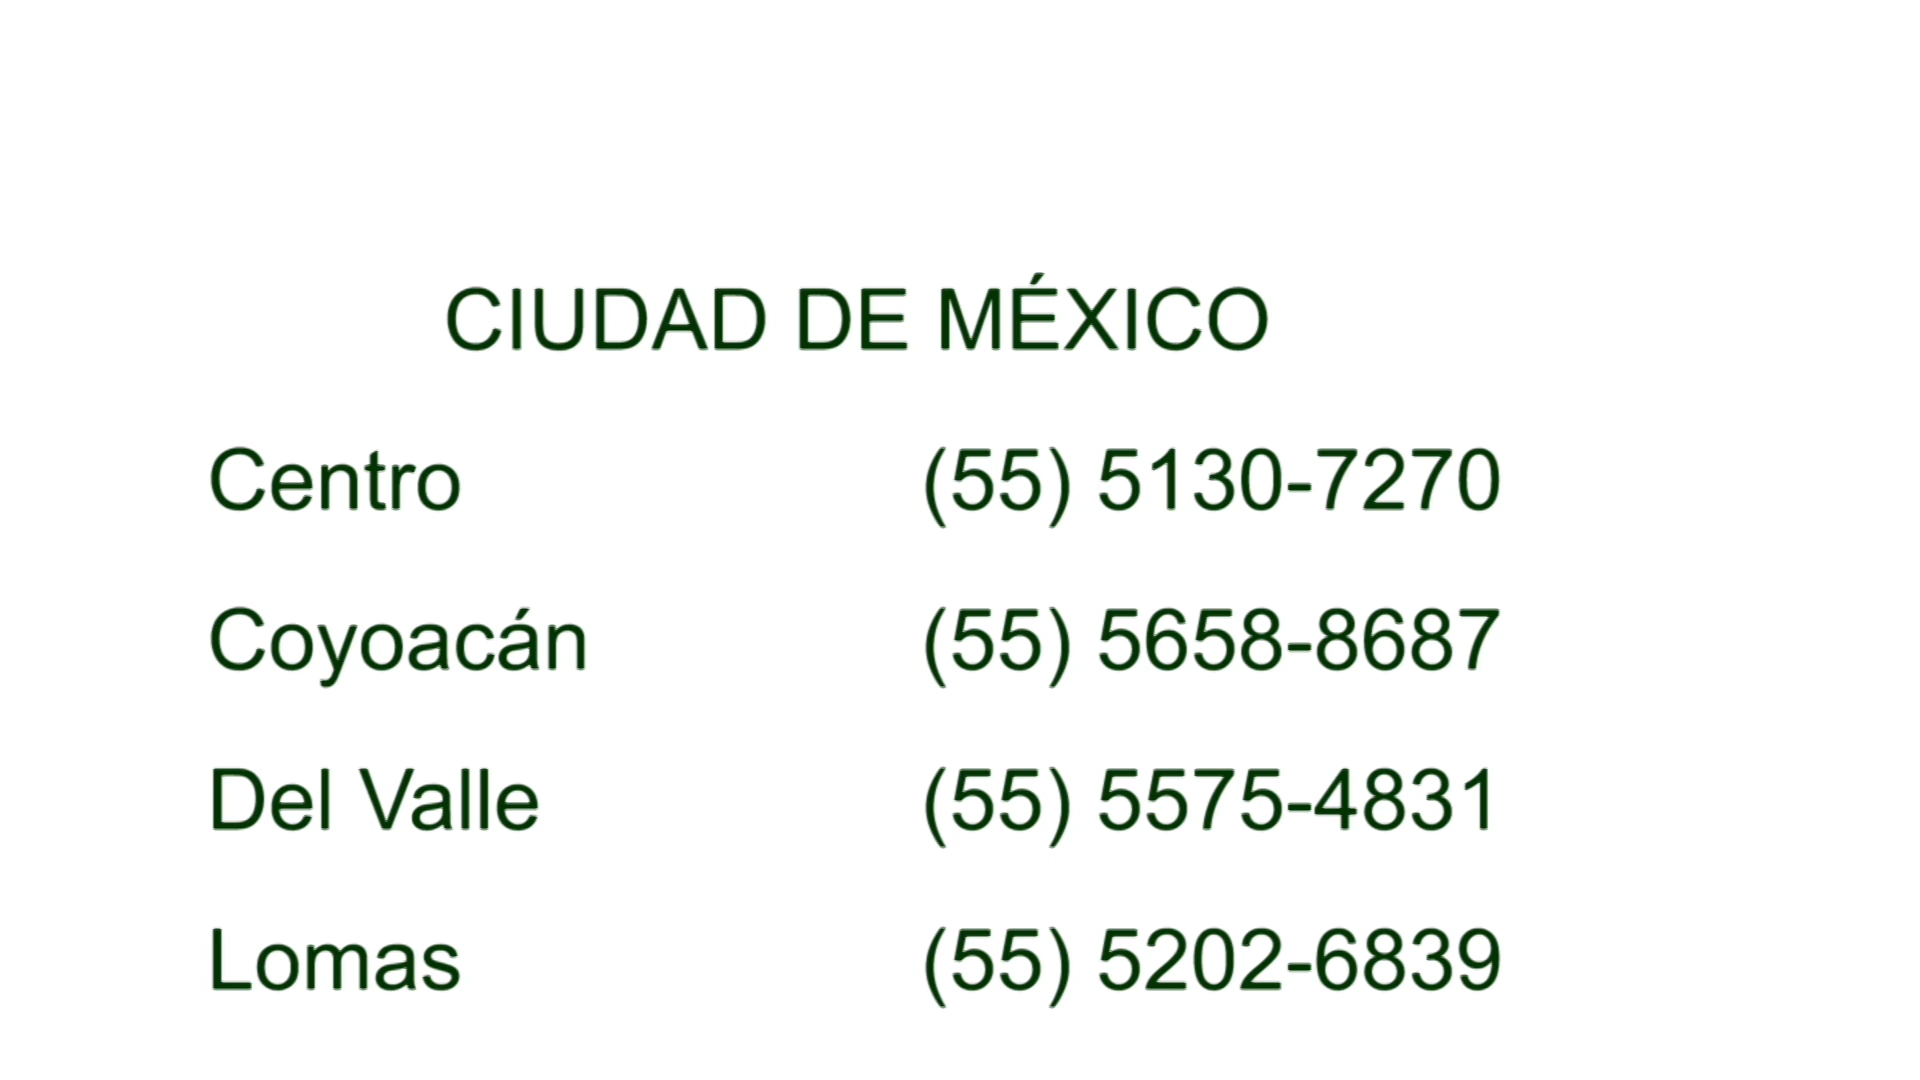 CIUDAD DE MÉXICO
Centro (55) 5130-7270
Coyoacán (55) 5658-8687
Del Valle (55) 5575-4831
Lomas (55) 5202-6839